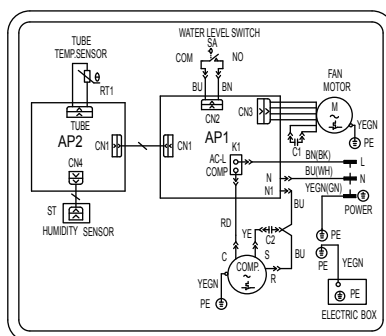 WATER LEVEL SWITCH
SA
COM NO
BU BN
TUBE
TEMP.SENSOR
RT1
θ
TUBE
AP2
CN1
CN4
ST
HUMIDITY SENSOR
CN2
CN3
CN1
AP1
K1
AC-L
COMP
N
N1
FAN
MOTOR
M
YEGN
PE
C1
BN(BK) L
BU(WH) N
YEGN(GN)
POWER
PE
RD
YE
C2
BU
BU
C S
COMP.
R
YEGN
PE
PE
YEGN
PE
ELECTRIC BOX